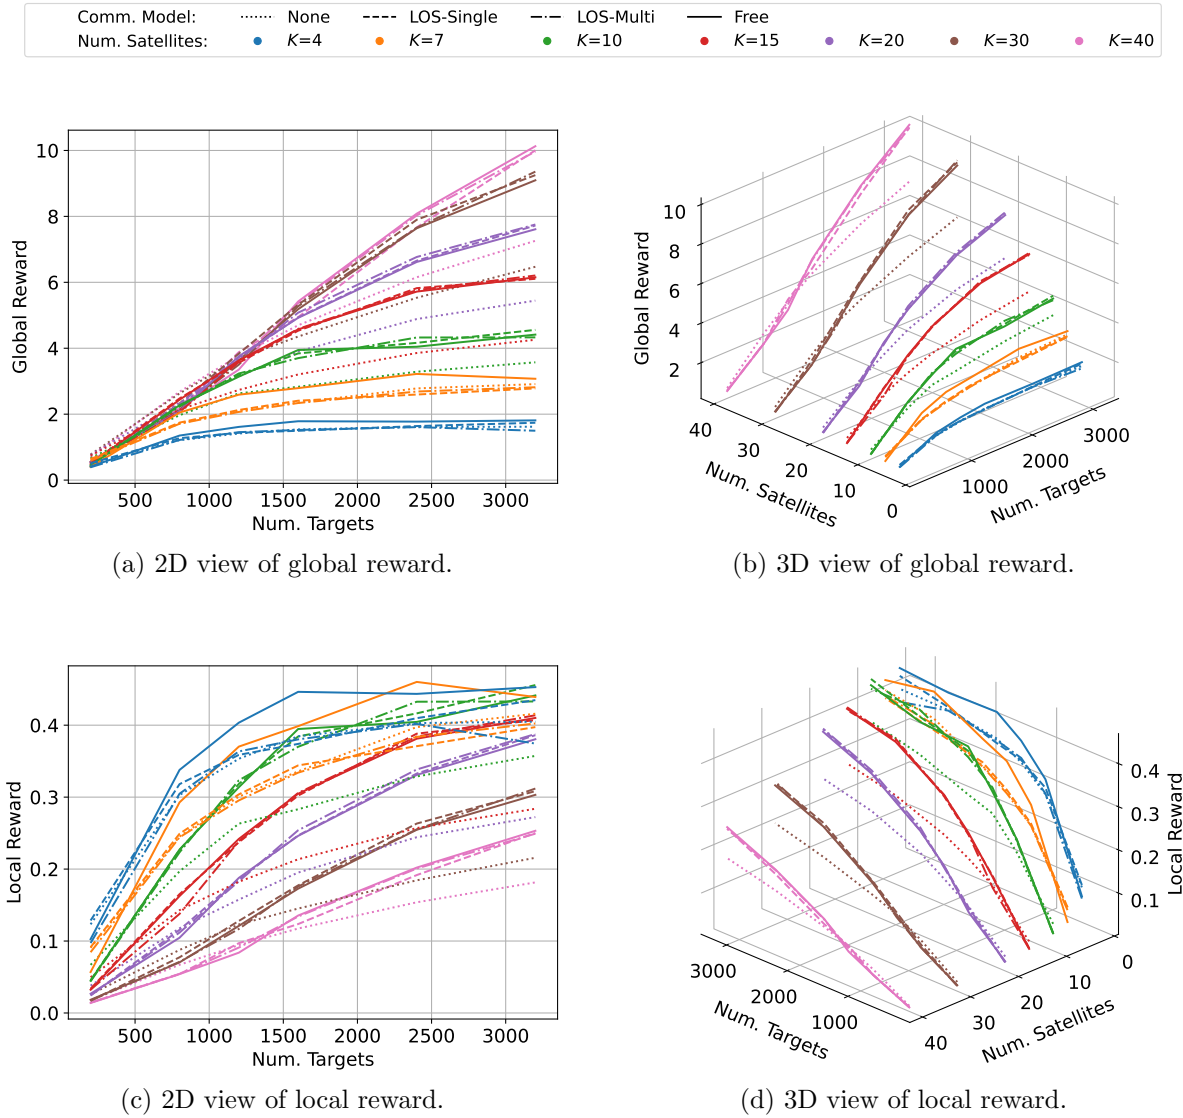 Comm. Model: None LOS-Single LOS-Multi Free
Num. Satellites: K=4 K=7 K=10 K=15 K=20 K=30 K=40
Global Reward
10
8
6
4
2
0
500 1000 1500 2000 2500 3000
Num. Targets
(a) 2D view of global reward.
Global Reward
10
8
6
4
2
40
30
20
10
0
Num. Satellites
1000
2000
3000
Num. Targets
(b) 3D view of global reward.
Local Reward
0.4
0.3
0.2
0.1
0.0
500 1000 1500 2000 2500 3000
Num. Targets
(c) 2D view of local reward.
3000
2000
1000
Num. Targets
40
30
20
10
0
Num. Satellites
0.4
0.3
0.2
0.1
Local Reward
(d) 3D view of local reward.